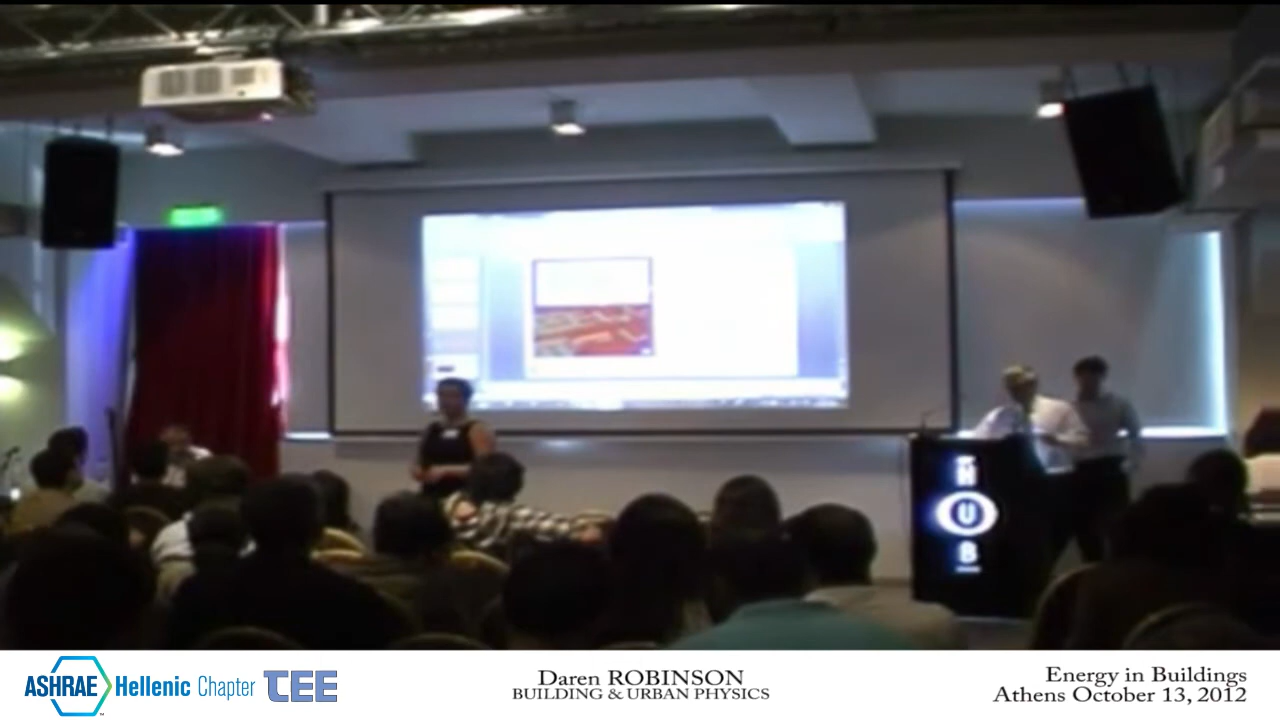 HUB
ASHRAE Hellenic Chapter TEE
Daren ROBINSON
BUILDING & URBAN PHYSICS
Energy in Buildings
Athens October 13, 2012